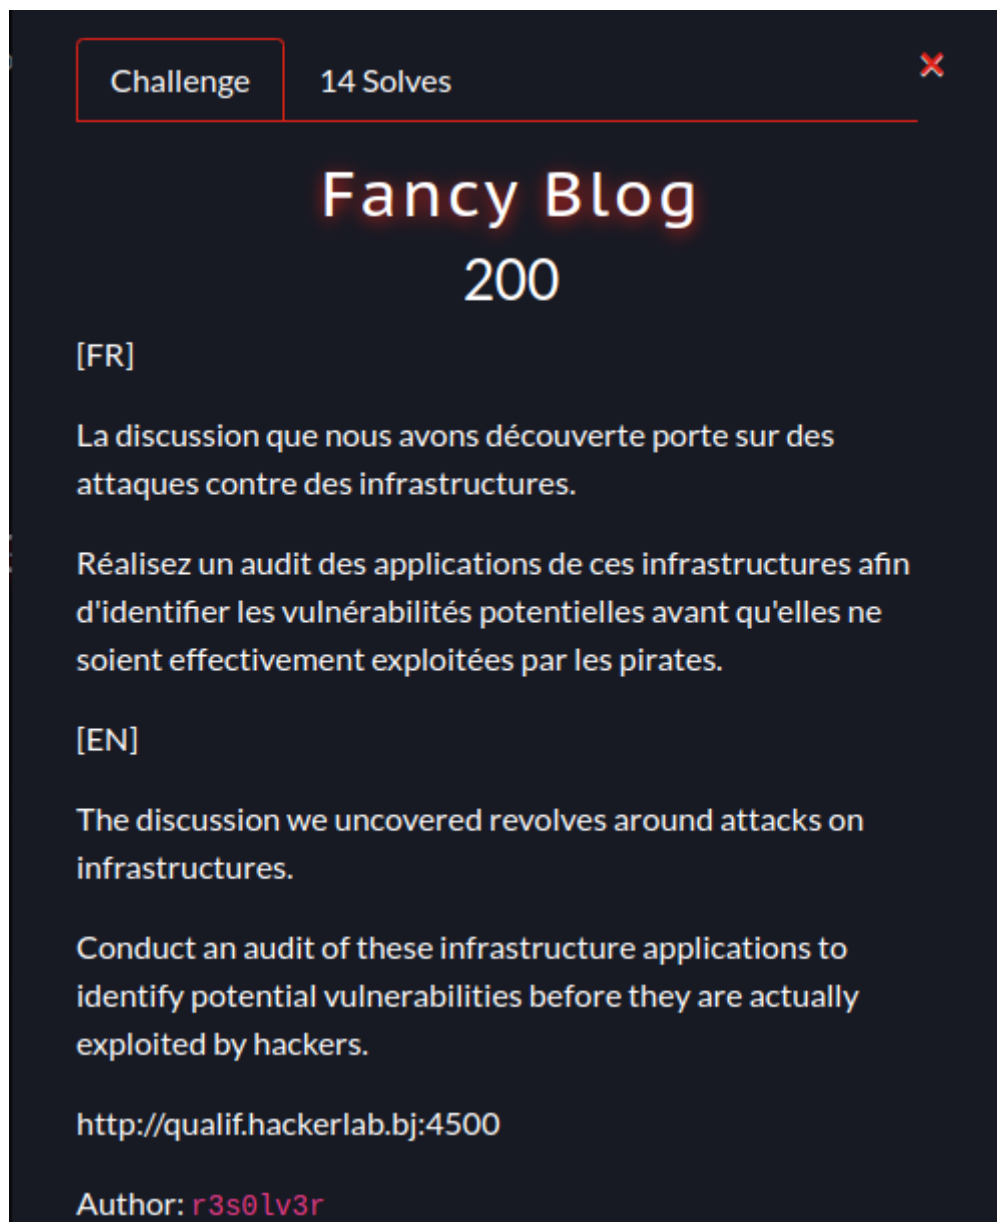 Challenge 14 Solves
Fancy Blog
200
[FR]
La discussion que nous avons découverte porte sur des
attaques contre des infrastructures.
Réalisez un audit des applications de ces infrastructures afin
d'identifier les vulnérabilités potentielles avant qu'elles ne
soient effectivement exploitées par les pirates.
[EN]
The discussion we uncovered revolves around attacks on
infrastructures.
Conduct an audit of these infrastructure applications to
identify potential vulnerabilities before they are actually
exploited by hackers.
http://qualif.hackerlab.bj:4500
Author: r3s0lv3r